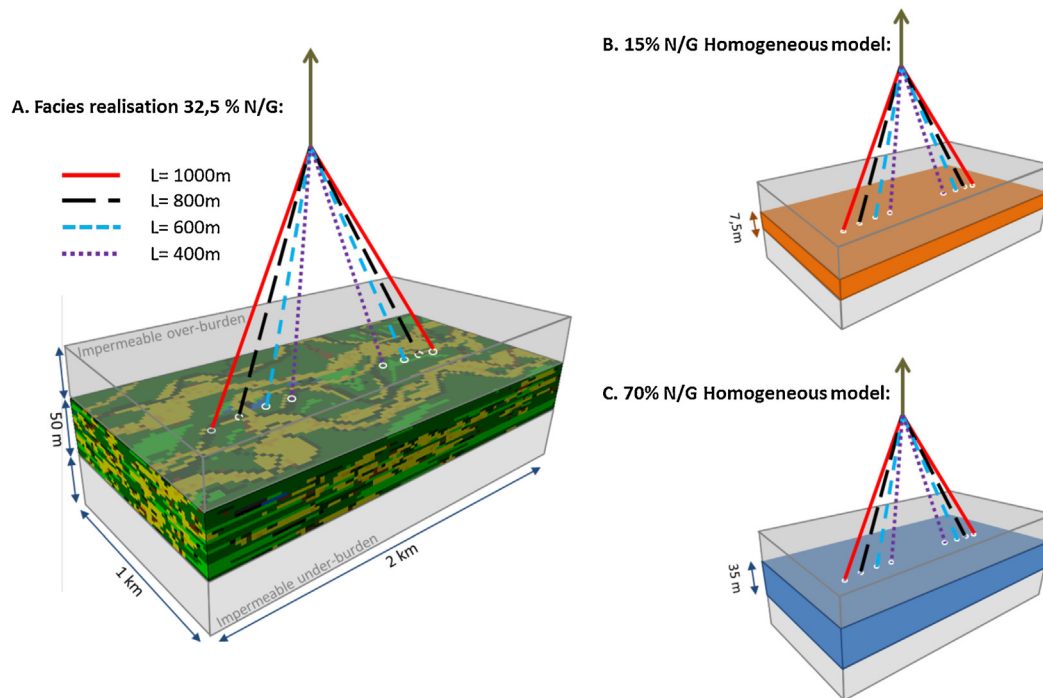 A. Facies realisation 32,5 % N/G:
L= 1000m
L= 800m
L= 600m
L= 400m
Impermeable over-burden
50 m
Impermeable under-burden
1 km
2 km
B. 15% N/G Homogeneous model:
7,5m
C. 70% N/G Homogeneous model:
35 m